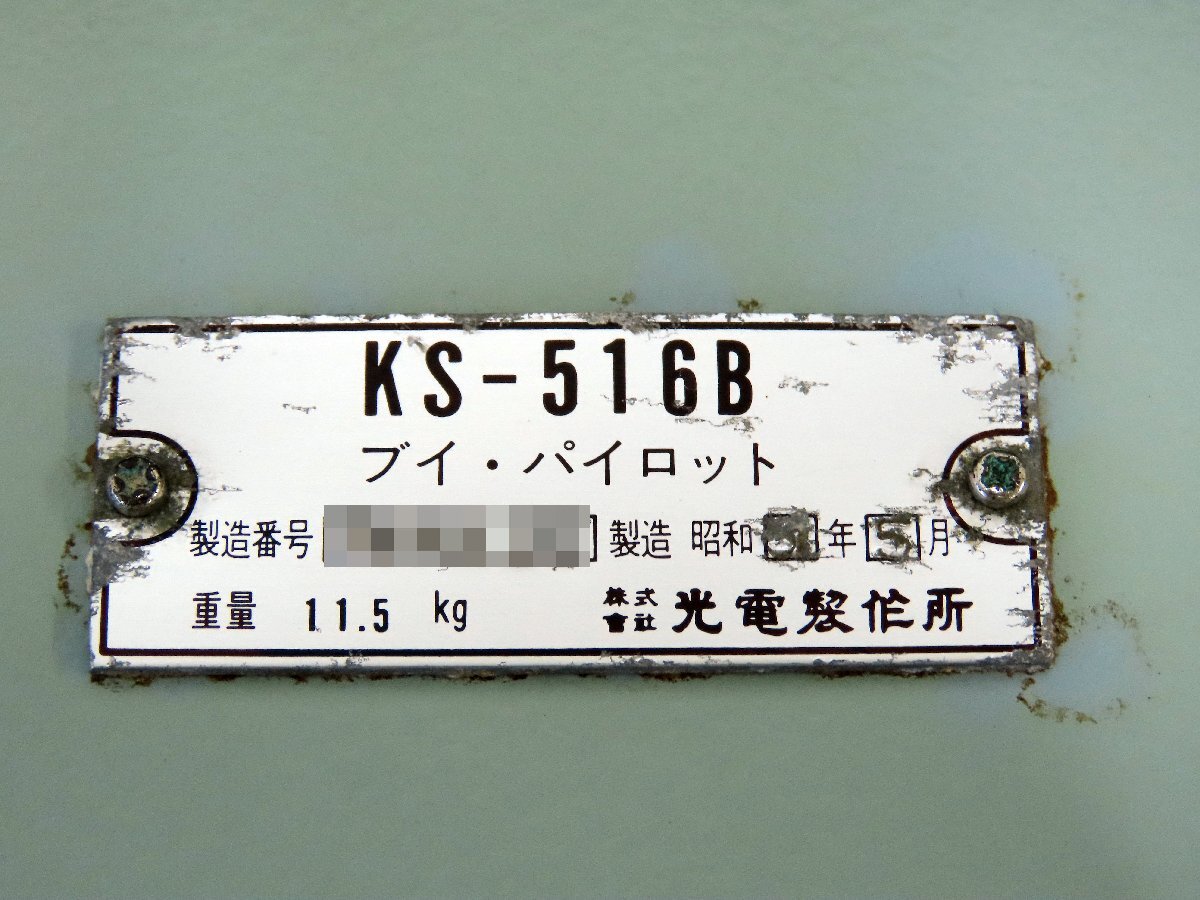 KS-516B
ブイ・パイロット
製造番号 製造 昭和 年 5 月
重量 11.5 kg 株式會社 光電製作所